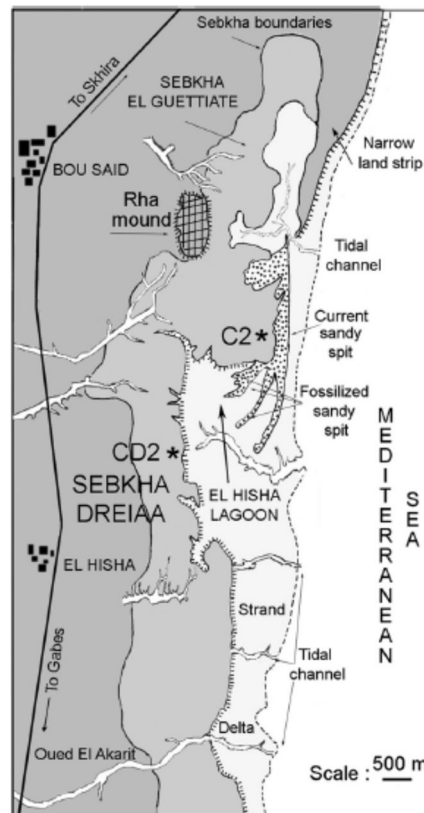 Sebkha boundaries
To Skhira
SEBKHA
EL GUETTIATE
Narrow
land strip
BOU SAID
Rha
mound
Tidal
channel
C2 *
Current
sandy
spit
Fossilized
sandy
spit
MEDITERRANEAN
SEA
CD2 *
SEBKHA
DREIAA
EL HISHA
LAGOON
EL HISHA
Strand
Tidal
channel
To Gabes
Delta
Oued El Akarit
Scale : 500 m